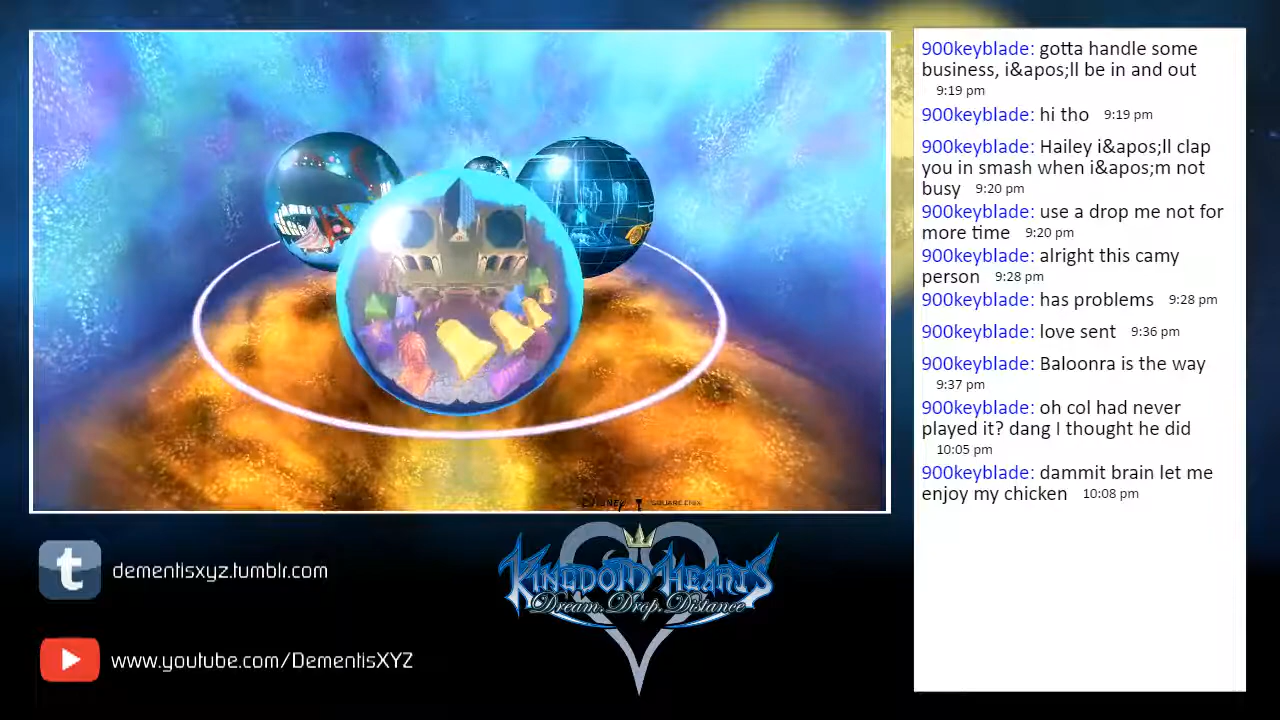 900keyblade: gotta handle some
business, i&apos;ll be in and out
9:19 pm
900keyblade: hi tho 9:19 pm
900keyblade: Hailey i&apos;ll clap
you in smash when i&apos;m not
busy 9:20 pm
900keyblade: use a drop me not for
more time 9:20 pm
900keyblade: alright this camy
person 9:28 pm
900keyblade: has problems 9:28 pm
900keyblade: love sent 9:36 pm
900keyblade: Baloonra is the way
9:37 pm
900keyblade: oh col had never
played it? dang I thought he did
10:05 pm
900keyblade: dammit brain let me
enjoy my chicken 10:08 pm
Disney SQUARE ENIX
t dementisxyz.tumblr.com
KINGDOM HEARTS
Dream.Drop.Distance
www.youtube.com/DementisXYZ